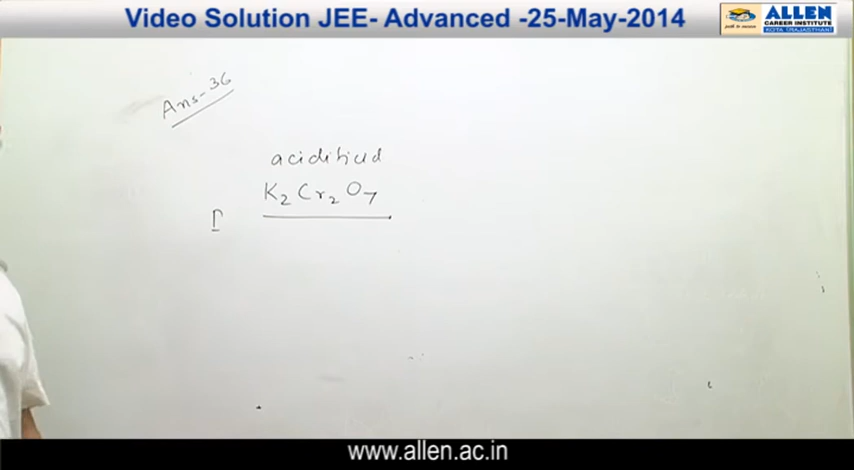 Video Solution JEE- Advanced -25-May-2014
ALLEN
CAREER INSTITUTE
KOTA (RAJASTHAN)
Ans-36
acidified
K₂Cr₂O₇
I
www.allen.ac.in